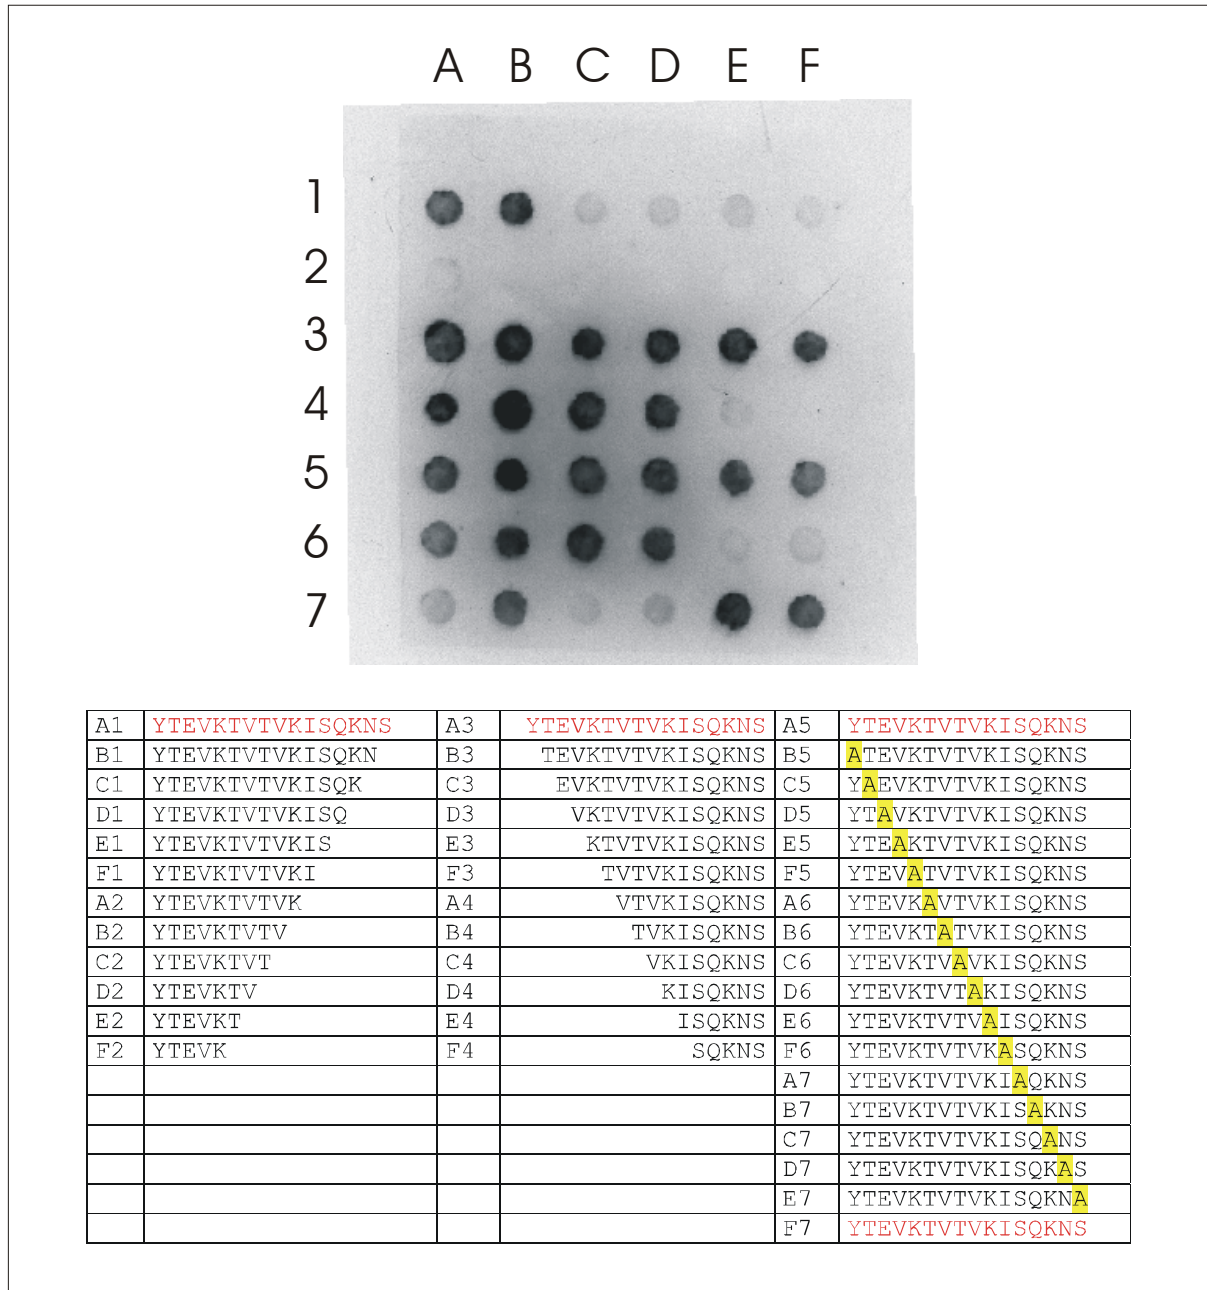 A B C D E F
1
2
3
4
5
6
7
A1 YTEVKTVTVKISQKNS A3 YTEVKTVTVKISQKNS A5 YTEVKTVTVKISQKNS
B1 YTEVKTVTVKISQKN B3 TEVKTVTVKISQKNS B5 ATEVKTVTVKISQKNS
C1 YTEVKTVTVKISQK C3 EVKTVTVKISQKNS C5 YAEVKTVTVKISQKNS
D1 YTEVKTVTVKISQ D3 VKTVTVKISQKNS D5 YTAVKTVTVKISQKNS
E1 YTEVKTVTVKIS E3 KTVTVKISQKNS E5 YTEAKTVTVKISQKNS
F1 YTEVKTVTVKI F3 TVTVKISQKNS F5 YTEVATVTVKISQKNS
A2 YTEVKTVTVK A4 VTVKISQKNS A6 YTEVKAVTVKISQKNS
B2 YTEVKTVTV B4 TVKISQKNS B6 YTEVKTATVKISQKNS
C2 YTEVKTVT C4 VKISQKNS C6 YTEVKTVAVKISQKNS
D2 YTEVKTV D4 KISQKNS D6 YTEVKTVTAKISQKNS
E2 YTEVKT E4 ISQKNS E6 YTEVKTVTVAISQKNS
F2 YTEVK F4 SQKNS F6 YTEVKTVTVKASQKNS
A7 YTEVKTVTVKIAQKNS
B7 YTEVKTVTVKISAKNS
C7 YTEVKTVTVKISQANS
D7 YTEVKTVTVKISQKAS
E7 YTEVKTVTVKISQKNA
F7 YTEVKTVTVKISQKNS